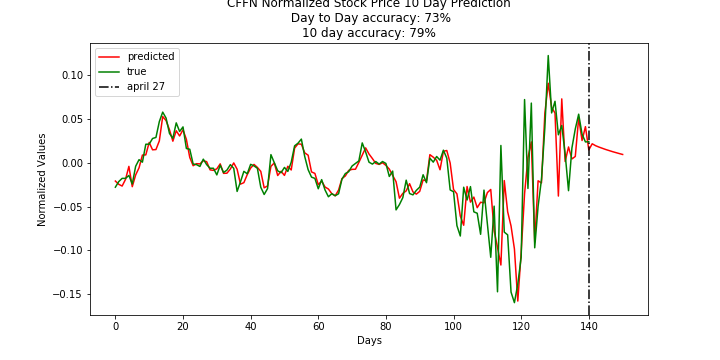 CFFN Normalized Stock Price 10 Day Prediction
Day to Day accuracy: 73%
10 day accuracy: 79%
predicted
true
april 27
Normalized Values
0.10
0.05
0.00
−0.05
−0.10
−0.15
0 20 40 60 80 100 120 140
Days